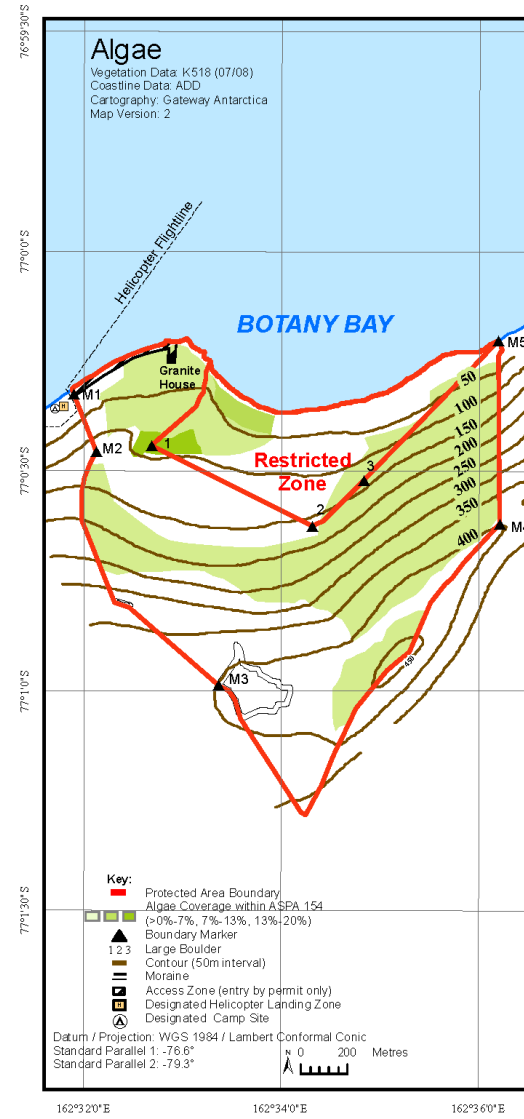 76°59'30"S
Algae
Vegetation Data: K518 (07/08)
Coastline Data: ADD
Cartography: Gateway Antarctica
Map Version: 2
77°0'0"S
Helicopter Flightline
BOTANY BAY
M5
Granite
House
M1
H
50
100
1
M2
150
Restricted
Zone
3
200
250
77°0'30"S
300
350
2
400
M4
450
M3
77°1'0"S
Key:
Protected Area Boundary
Algae Coverage within ASPA 154
(>0%-7%, 7%-13%, 13%-20%)
Boundary Marker
1 2 3 Large Boulder
Contour (50m interval)
Moraine
Access Zone (entry by permit only)
H Designated Helicopter Landing Zone
Designated Camp Site
77°1'30"S
Datum / Projection: WGS 1984 / Lambert Conformal Conic
Standard Parallel 1: -76.6°
Standard Parallel 2: -79.3°
N 0 200 Metres
162°32'0"E
162°34'0"E
162°36'0"E